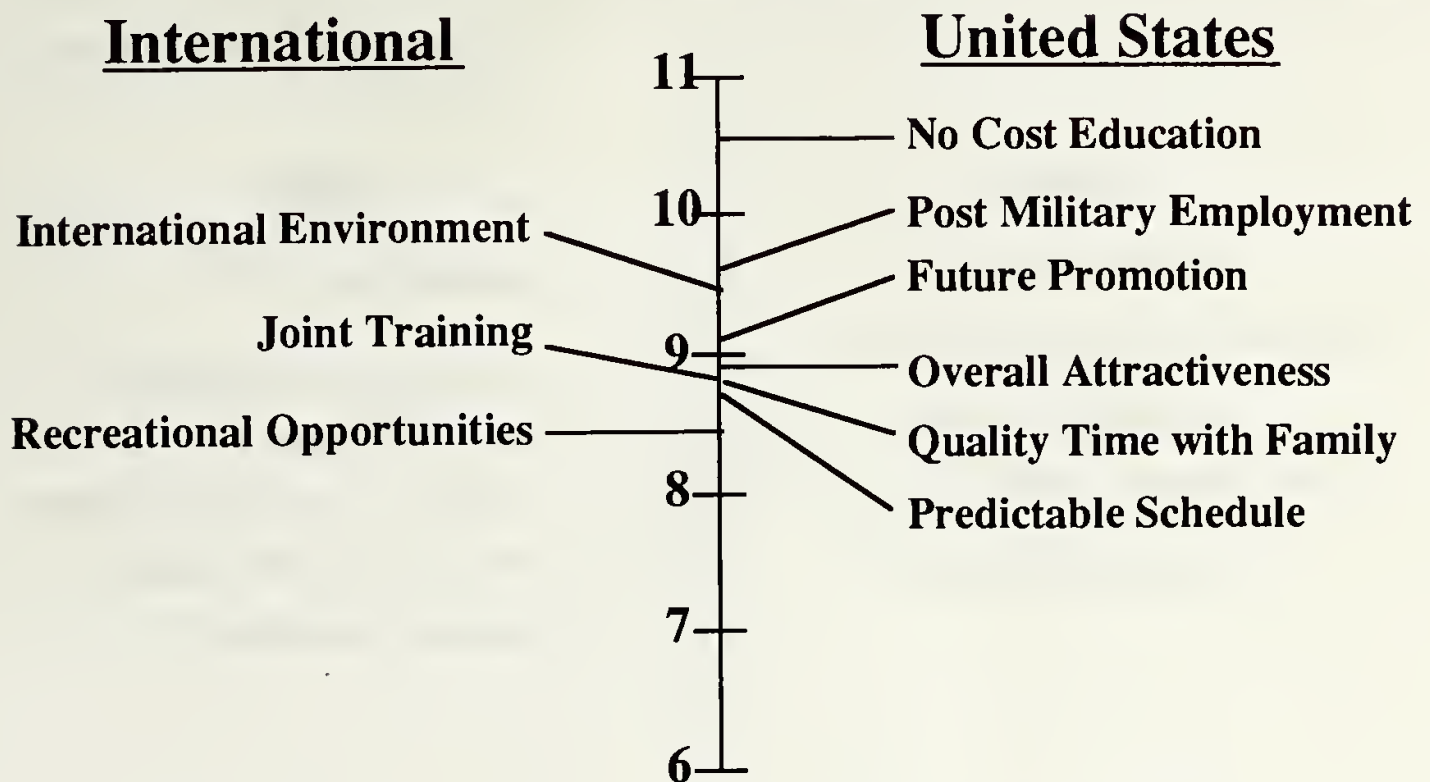 International
United States
11
No Cost Education
10
Post Military Employment
International Environment
Future Promotion
Joint Training
9
Overall Attractiveness
Recreational Opportunities
Quality Time with Family
8
Predictable Schedule
7
6